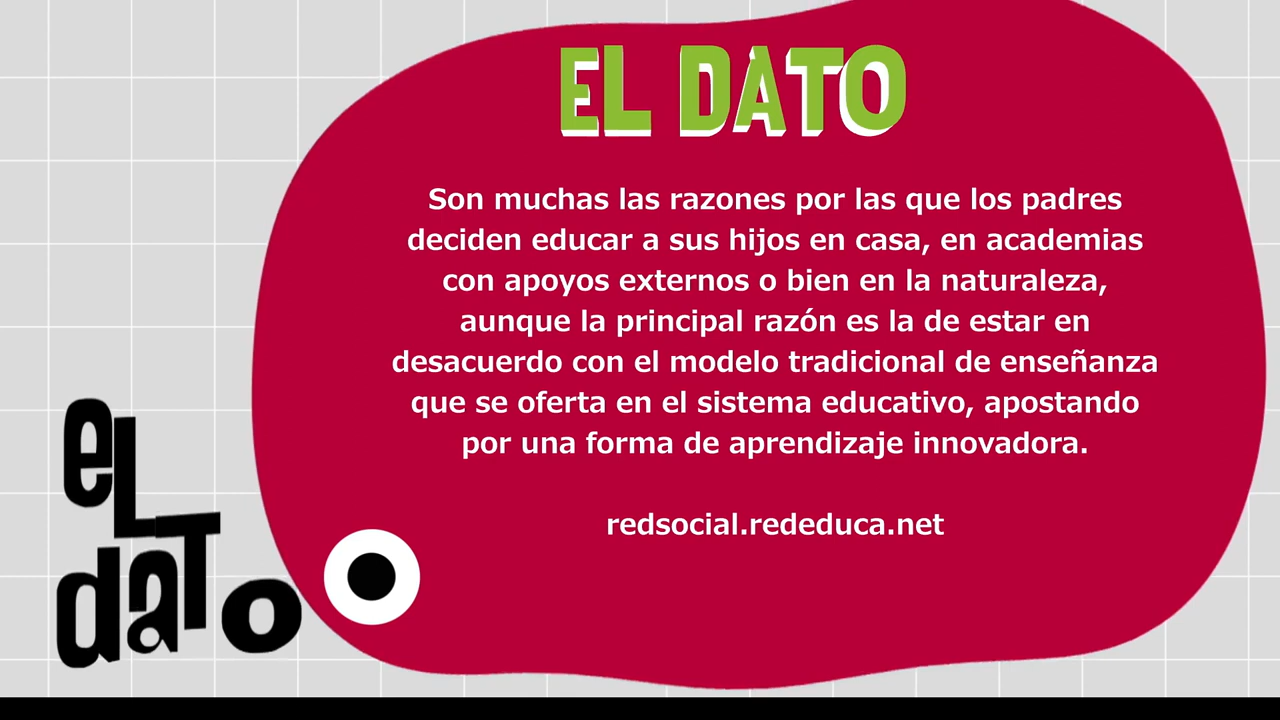 EL DATO
Son muchas las razones por las que los padres
deciden educar a sus hijos en casa, en academias
con apoyos externos o bien en la naturaleza,
aunque la principal razón es la de estar en
desacuerdo con el modelo tradicional de enseñanza
que se oferta en el sistema educativo, apostando
por una forma de aprendizaje innovadora.
redsocial.rededuca.net
eL
daTo